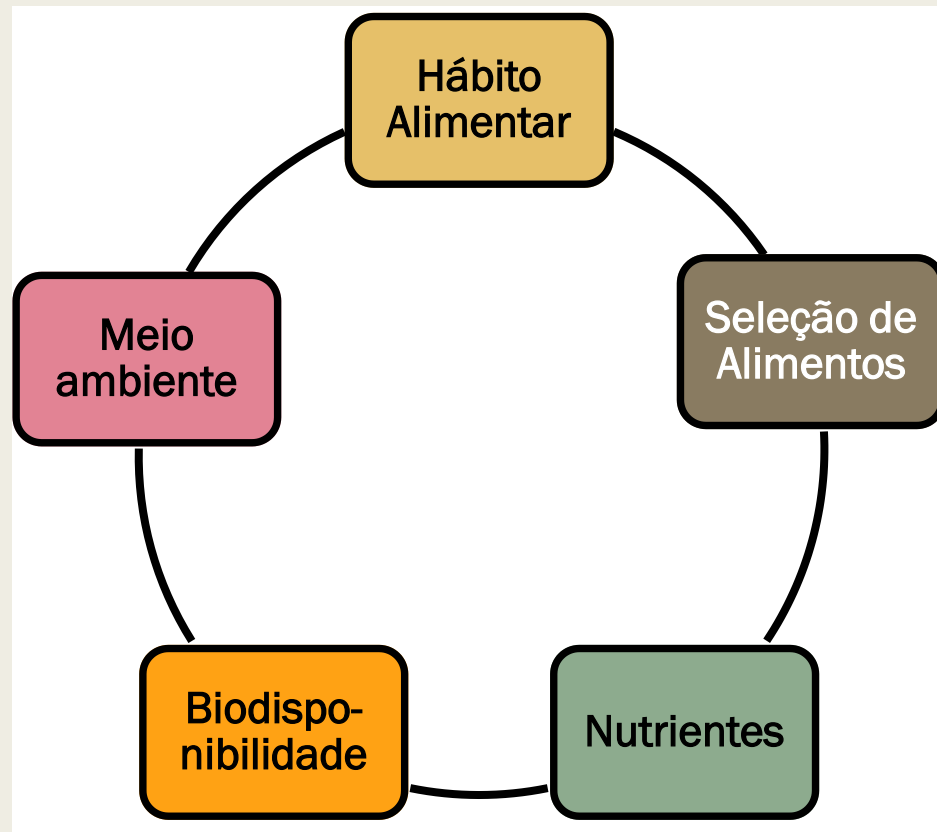 Hábito
Alimentar
Seleção de
Alimentos
Meio
ambiente
Biodispo-
nibilidade
Nutrientes